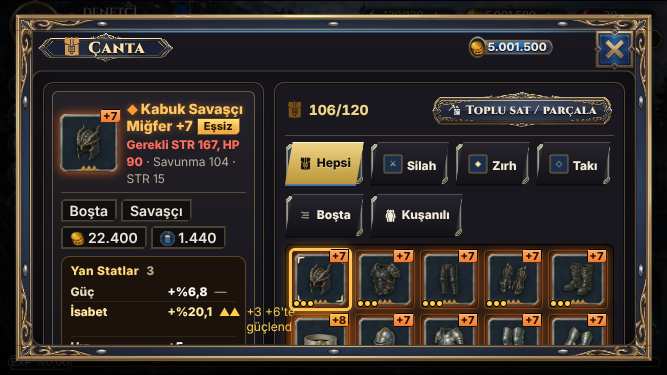 ÇANTA
5.001.500
+7
Kabuk Savaşçı
Miğfer +7 Eşsiz
Gerekli STR 167, HP
90 · Savunma 104 ·
STR 15
Boşta
Savaşçı
22.400
1.440
Yan Statlar 3
Güç +%6,8 —
İsabet +%20,1 ▲▲ +3 +6'te
güçlend
106/120
TOPLU SAT / PARÇALA
Hepsi
Silah
Zırh
Takı
Boşta
Kuşanılı
+7
+7
+7
+7
+7
+8
+7
+7
+7
+7